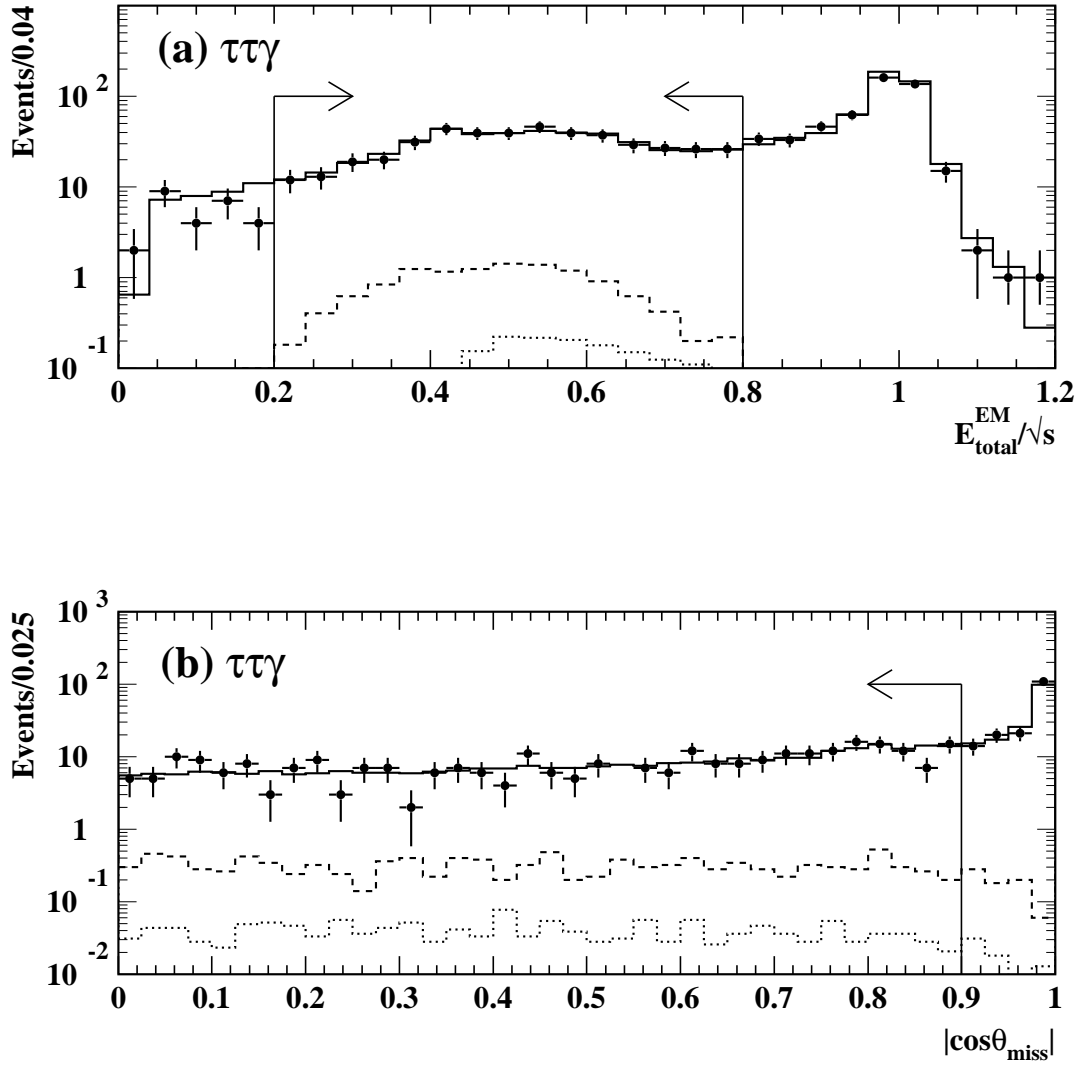 Events/0.04
(a) ττγ
10 2
10
1
10 -1
0 0.2 0.4 0.6 0.8 1 1.2
E total EM /√s
Events/0.025
(b) ττγ
10 3
10 2
10
1
10 -1
10 -2
0 0.1 0.2 0.3 0.4 0.5 0.6 0.7 0.8 0.9 1
|cosθmiss|